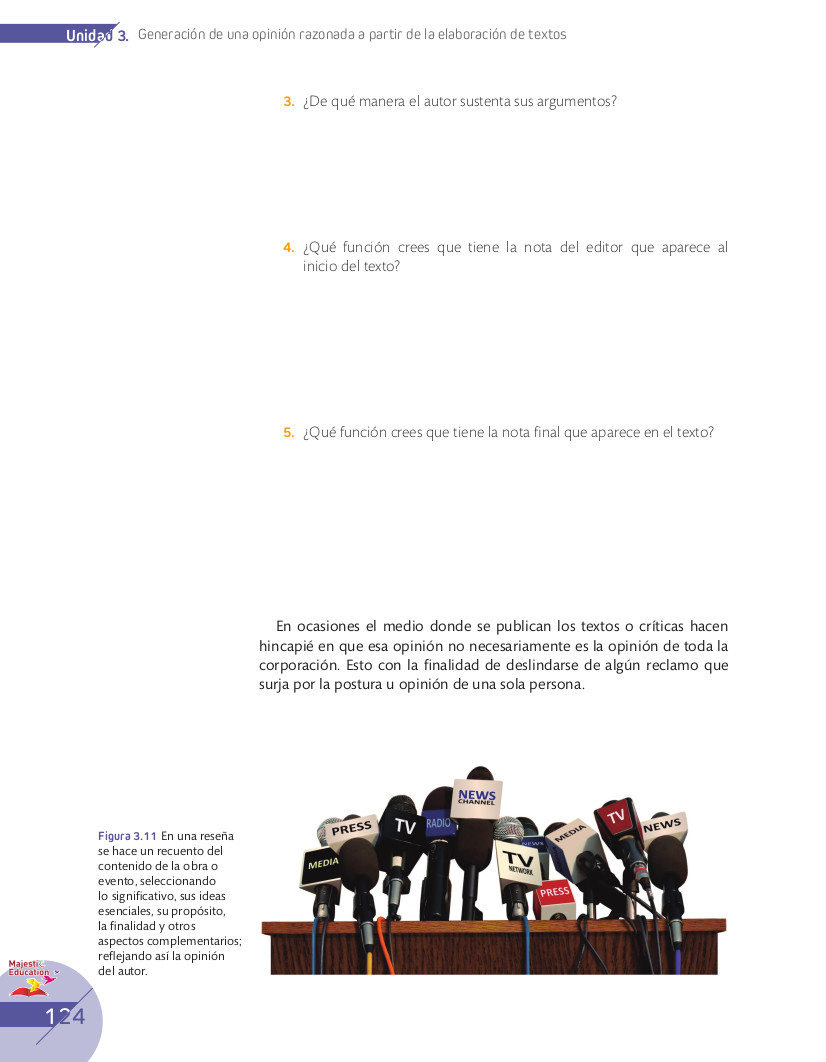 Unidad 3. Generación de una opinión razonada a partir de la elaboración de textos
3. ¿De qué manera el autor sustenta sus argumentos?
4. ¿Qué función crees que tiene la nota del editor que aparece al
inicio del texto?
5. ¿Qué función crees que tiene la nota final que aparece en el texto?
En ocasiones el medio donde se publican los textos o críticas hacen
hincapié en que esa opinión no necesariamente es la opinión de toda la
corporación. Esto con la finalidad de deslindarse de algún reclamo que
surja por la postura u opinión de una sola persona.
Figura 3.11 En una reseña
se hace un recuento del
contenido de la obra o
evento, seleccionando
lo significativo, sus ideas
esenciales, su propósito,
la finalidad y otros
aspectos complementarios;
reflejando así la opinión
del autor.
NEWS
CHANNEL
PRESS
TV
RADIO
MEDIA
TV
NETWORK
NEWS
MEDIA
TV
NEWS
PRESS
Majestic
Education
124